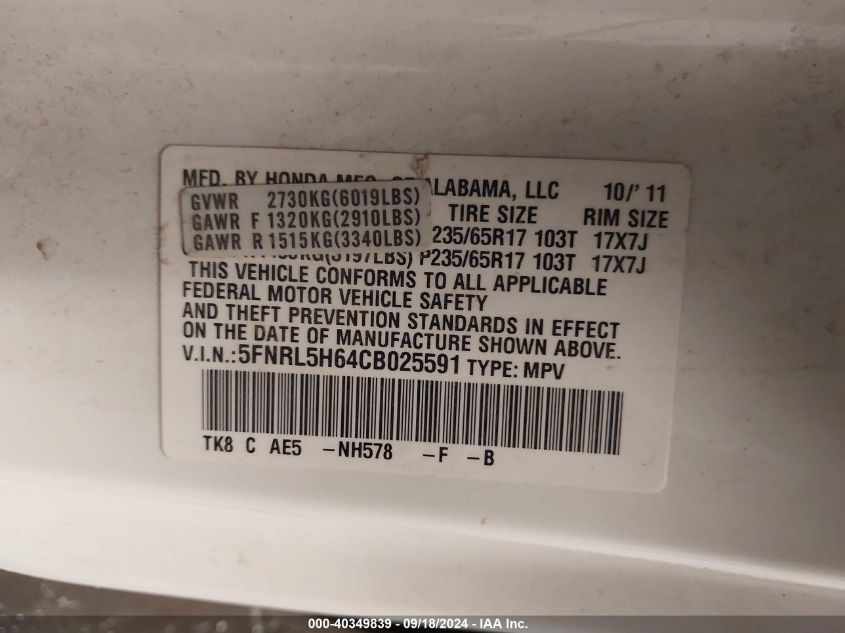 MFD. BY HONDA MFG. OF ALABAMA, LLC 10/'11
GVWR 2730KG(6019LBS)
GAWR F 1320KG(2910LBS) TIRE SIZE RIM SIZE
GAWR R 1515KG(3340LBS) 235/65R17 103T 17X7J
(3197LBS) P235/65R17 103T 17X7J
THIS VEHICLE CONFORMS TO ALL APPLICABLE
FEDERAL MOTOR VEHICLE SAFETY
AND THEFT PREVENTION STANDARDS IN EFFECT
ON THE DATE OF MANUFACTURE SHOWN ABOVE.
V.I.N.:5FNRL5H64CB025591 TYPE: MPV
TK8 C AE5 -NH578 -F -B
000-40349839 - 09/18/2024 - IAA Inc.